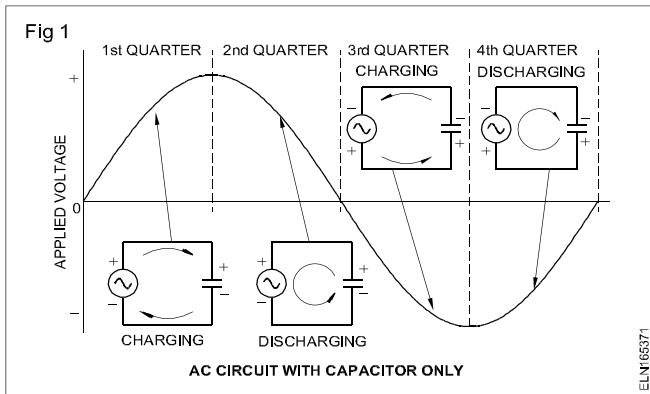 Fig 1
1st QUARTER
2nd QUARTER
3rd QUARTER
CHARGING
4th QUARTER
DISCHARGING
APPLIED VOLTAGE
+
0
–
– + – +
– + – +
+ – + –
+ – + –
CHARGING
DISCHARGING
AC CIRCUIT WITH CAPACITOR ONLY
ELN165371